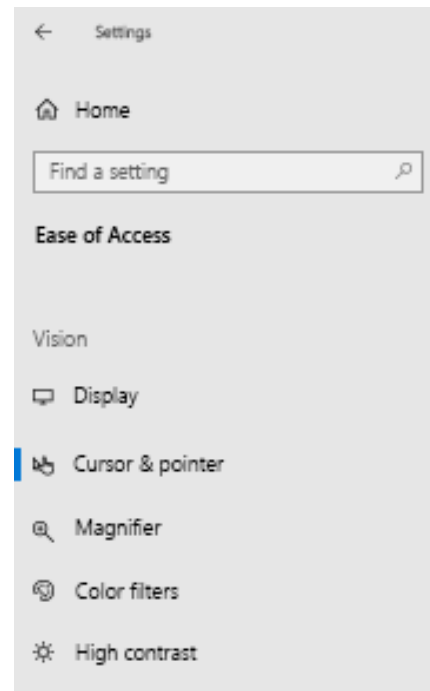 Settings
Home
Find a setting
Ease of Access
Vision
Display
Cursor & pointer
Magnifier
Color filters
High contrast